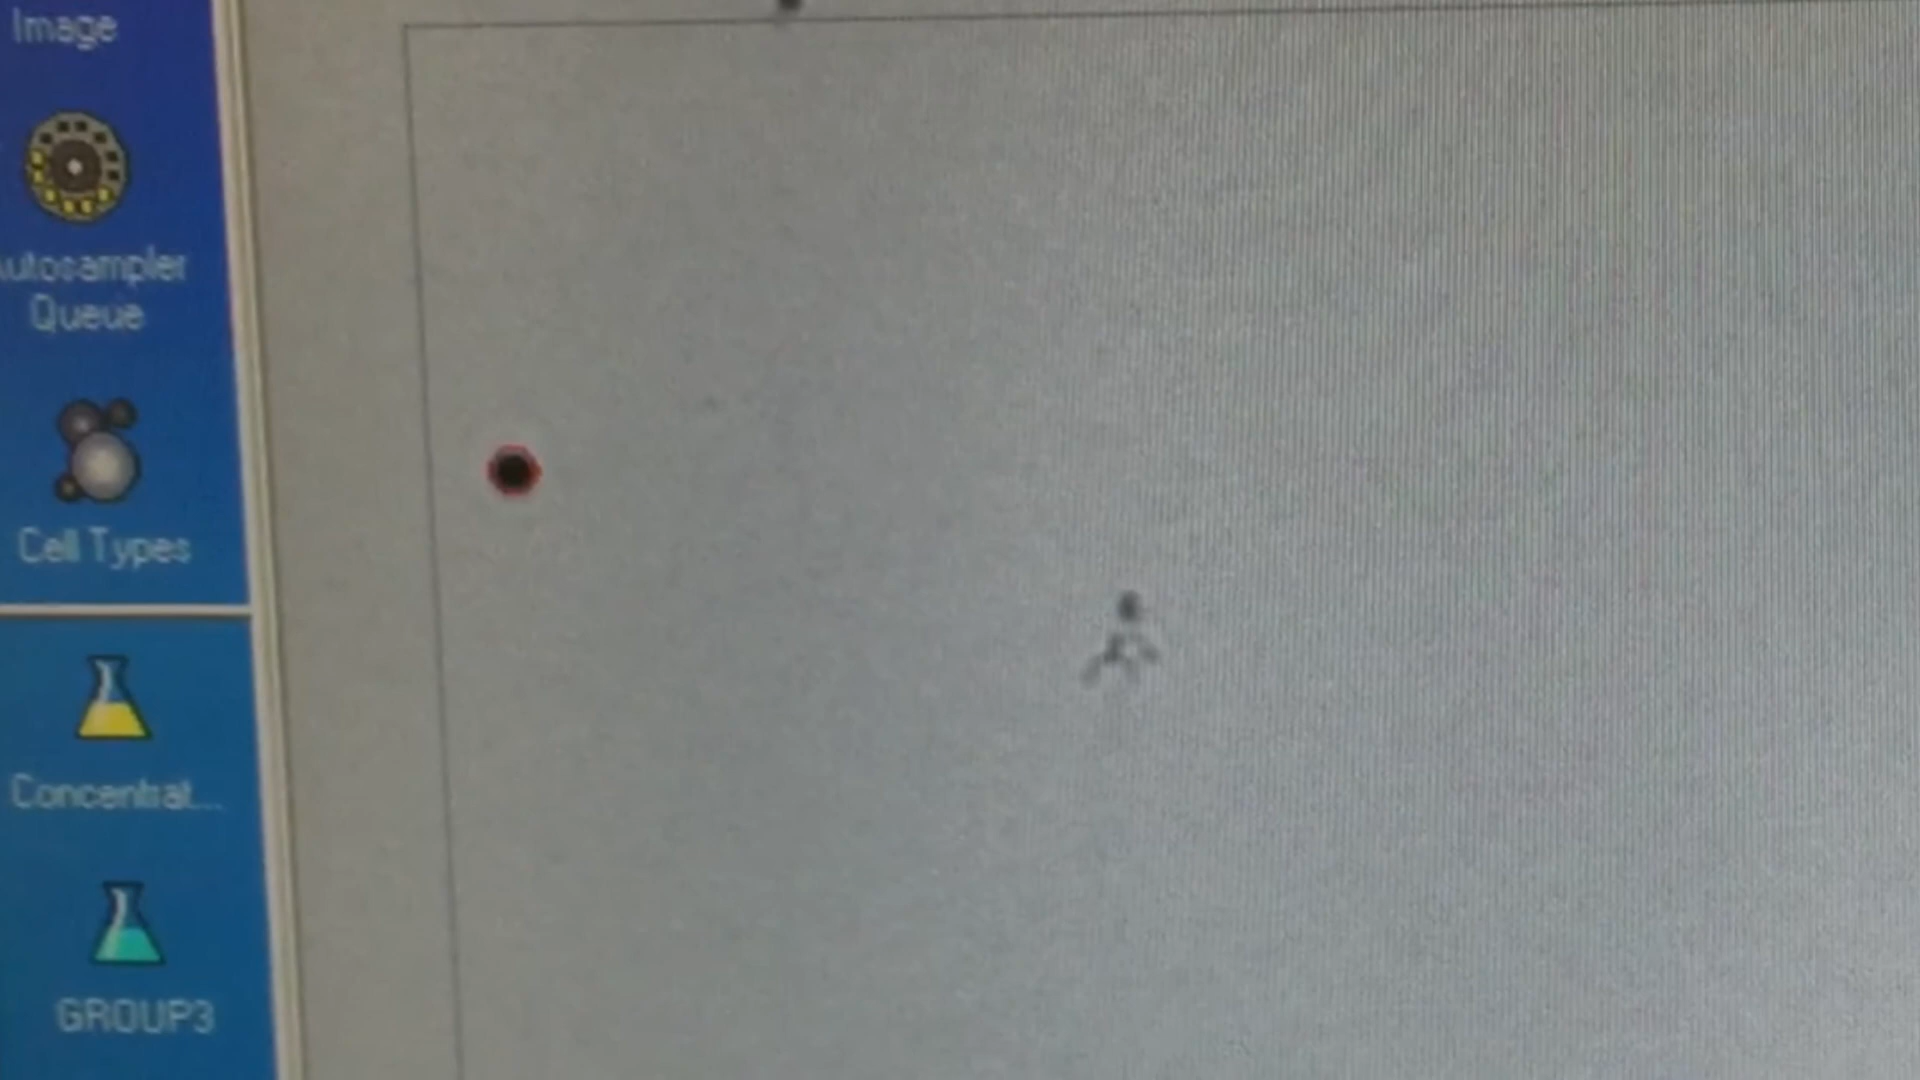 Image
Autosampler
Queue
Cell Types
Concentrat...
GROUP3